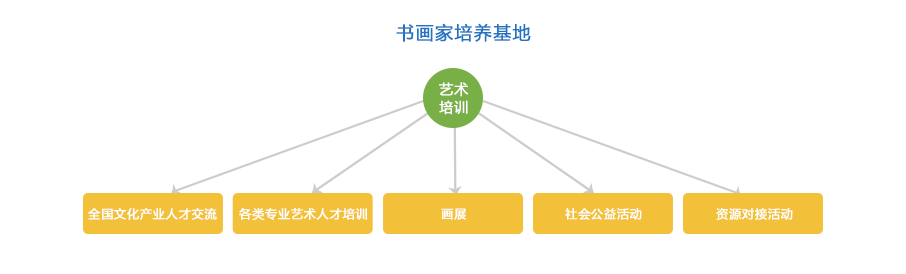 书画家培养基地
艺术
培训
全国文化产业人才交流
各类专业艺术人才培训
画展
社会公益活动
资源对接活动